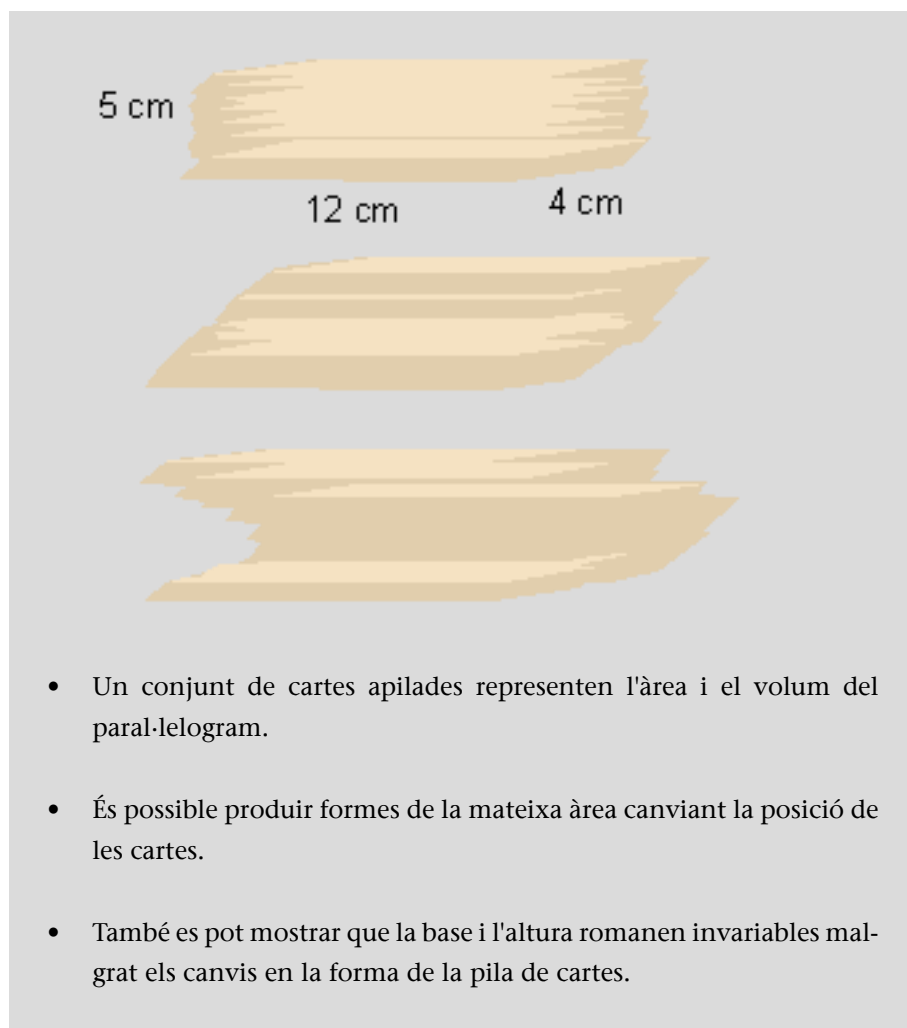 5 cm
12 cm
4 cm
• Un conjunt de cartes apilades representen l'àrea i el volum del
paral·lelogram.
• És possible produir formes de la mateixa àrea canviant la posició de
les cartes.
• També es pot mostrar que la base i l'altura romanen invariables mal-
grat els canvis en la forma de la pila de cartes.